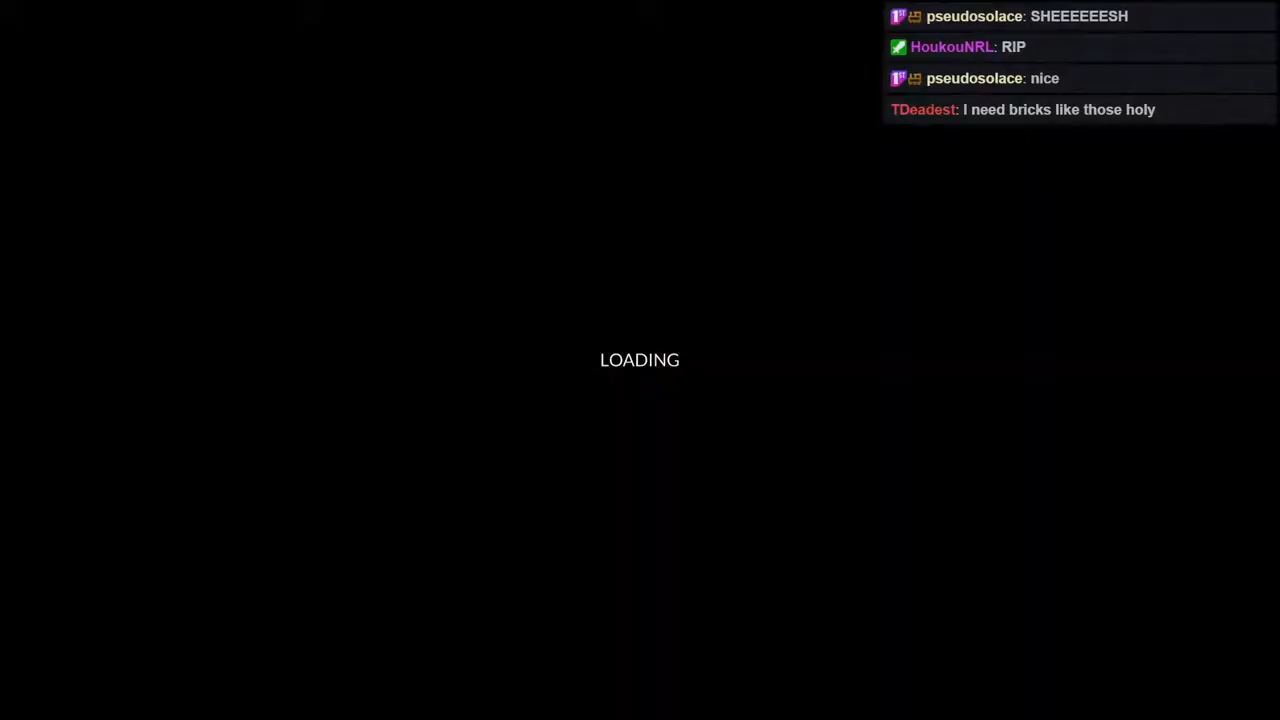 pseudosolace: SHEEEEEESH
HoukouNRL: RIP
pseudosolace: nice
TDeadest: I need bricks like those holy
LOADING